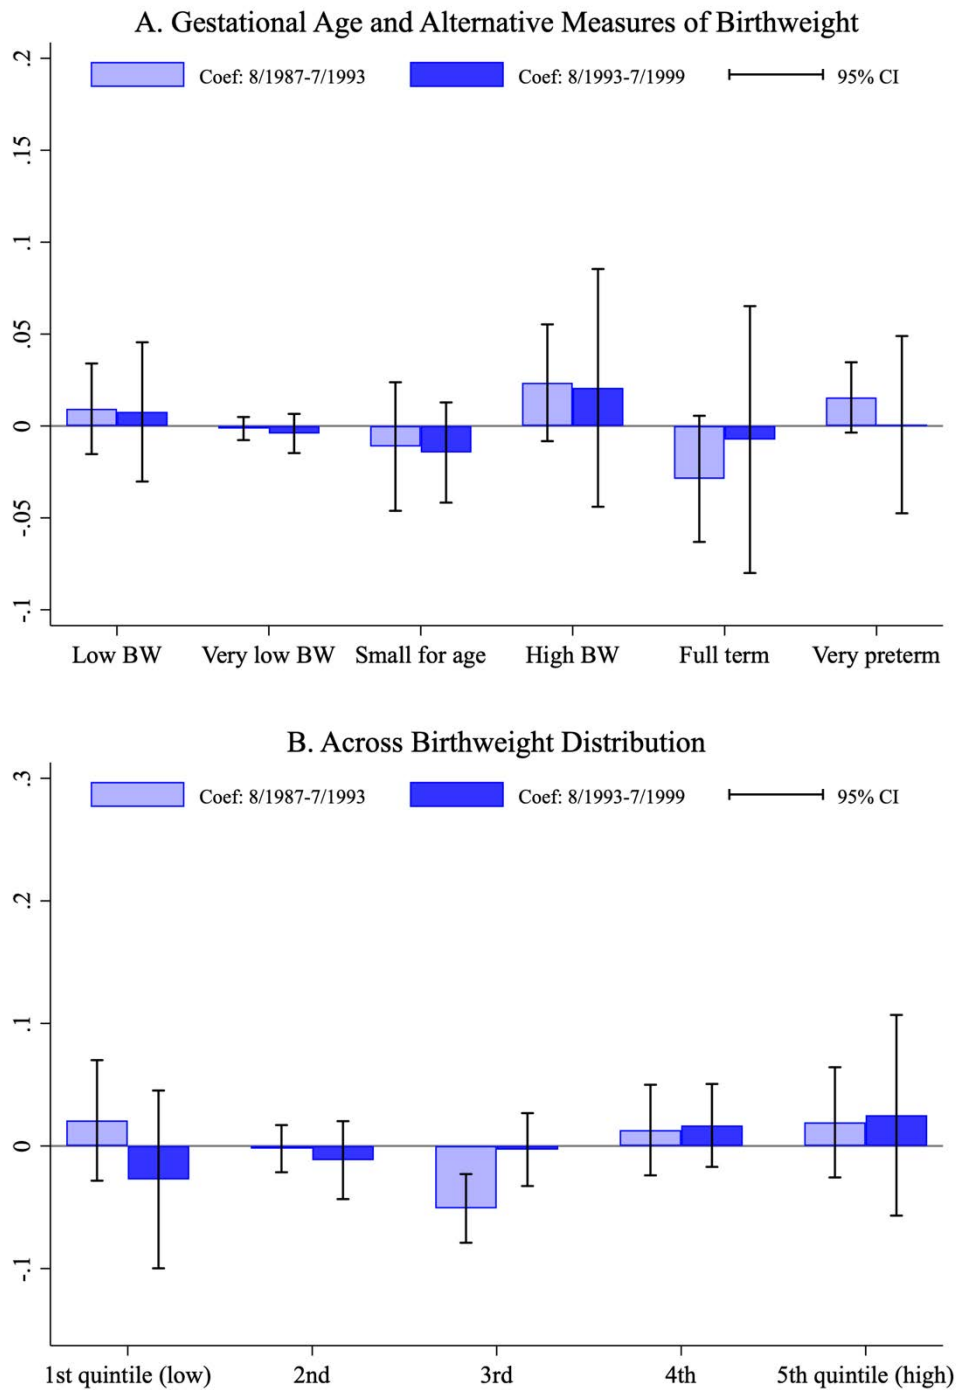 A. Gestational Age and Alternative Measures of Birthweight
Coef: 8/1987-7/1993 Coef: 8/1993-7/1999 95% CI
.2
.15
.1
.05
0
-.05
-.1
Low BW Very low BW Small for age High BW Full term Very preterm
B. Across Birthweight Distribution
Coef: 8/1987-7/1993 Coef: 8/1993-7/1999 95% CI
.3
.2
.1
0
-.1
1st quintile (low) 2nd 3rd 4th 5th quintile (high)